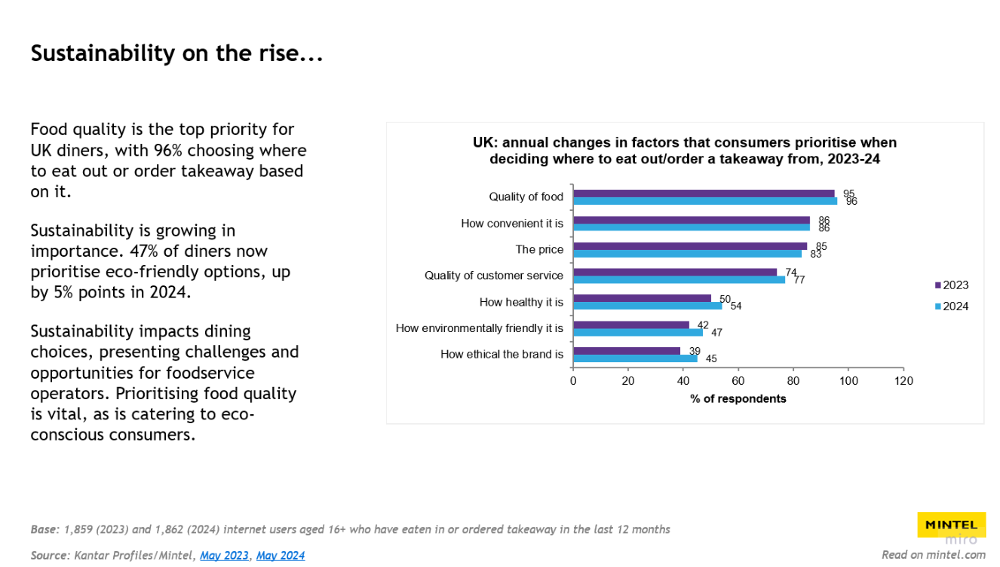 Sustainability on the rise...
Food quality is the top priority for
UK diners, with 96% choosing where
to eat out or order takeaway based
on it.
Sustainability is growing in
importance. 47% of diners now
prioritise eco-friendly options, up
by 5% points in 2024.
Sustainability impacts dining
choices, presenting challenges and
opportunities for foodservice
operators. Prioritising food quality
is vital, as is catering to eco-
conscious consumers.
UK: annual changes in factors that consumers prioritise when
deciding where to eat out/order a takeaway from, 2023-24
Quality of food
95
96
How convenient it is
86
86
The price
85
83
Quality of customer service
74
77
How healthy it is
50
54
How environmentally friendly it is
42
47
How ethical the brand is
39
45
0 20 40 60 80 100 120
% of respondents
2023
2024
Base: 1,859 (2023) and 1,862 (2024) internet users aged 16+ who have eaten in or ordered takeaway in the last 12 months
Source: Kantar Profiles/Mintel, May 2023, May 2024
MINTEL
miro
Read on mintel.com